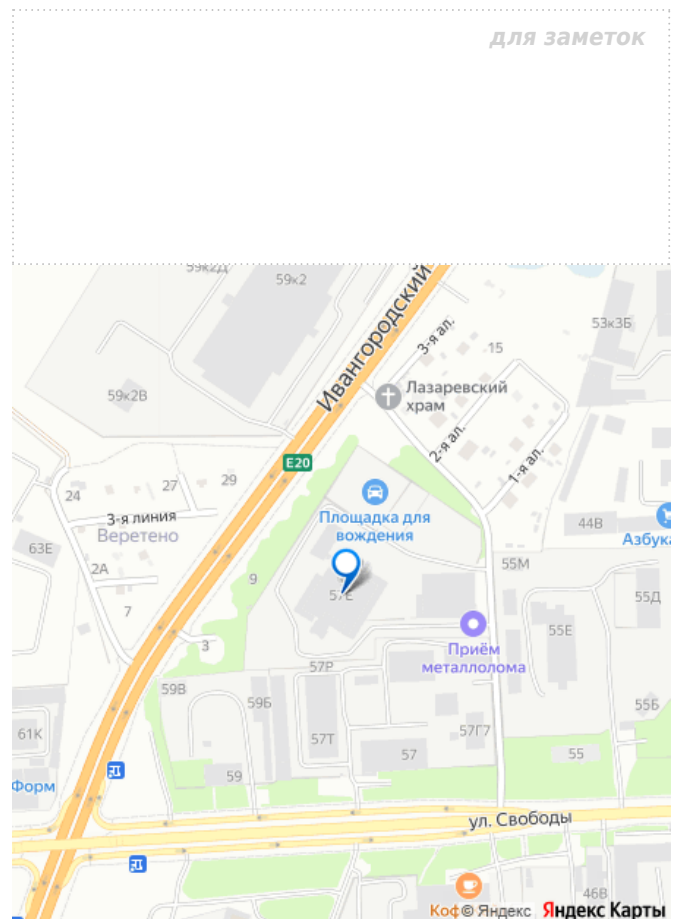 для заметок
59к2Д
59к2
Ивангородский
3-я ал.
15
53к3Б
59к2В
Лазаревский
храм
2-я ал.
1-я ал.
E20
27
29
24
3-я линия
Веретено
Площадка для
вождения
44В
Азбука
63Е
2А
9
57Е
55М
55Д
7
3
Приём
металлолома
55Е
57Р
59В
59Б
55Б
61К
57Т
57Г7
57
55
59
Форм
ул. Свободы
46В
Коф
© Яндекс
Яндекс Карты